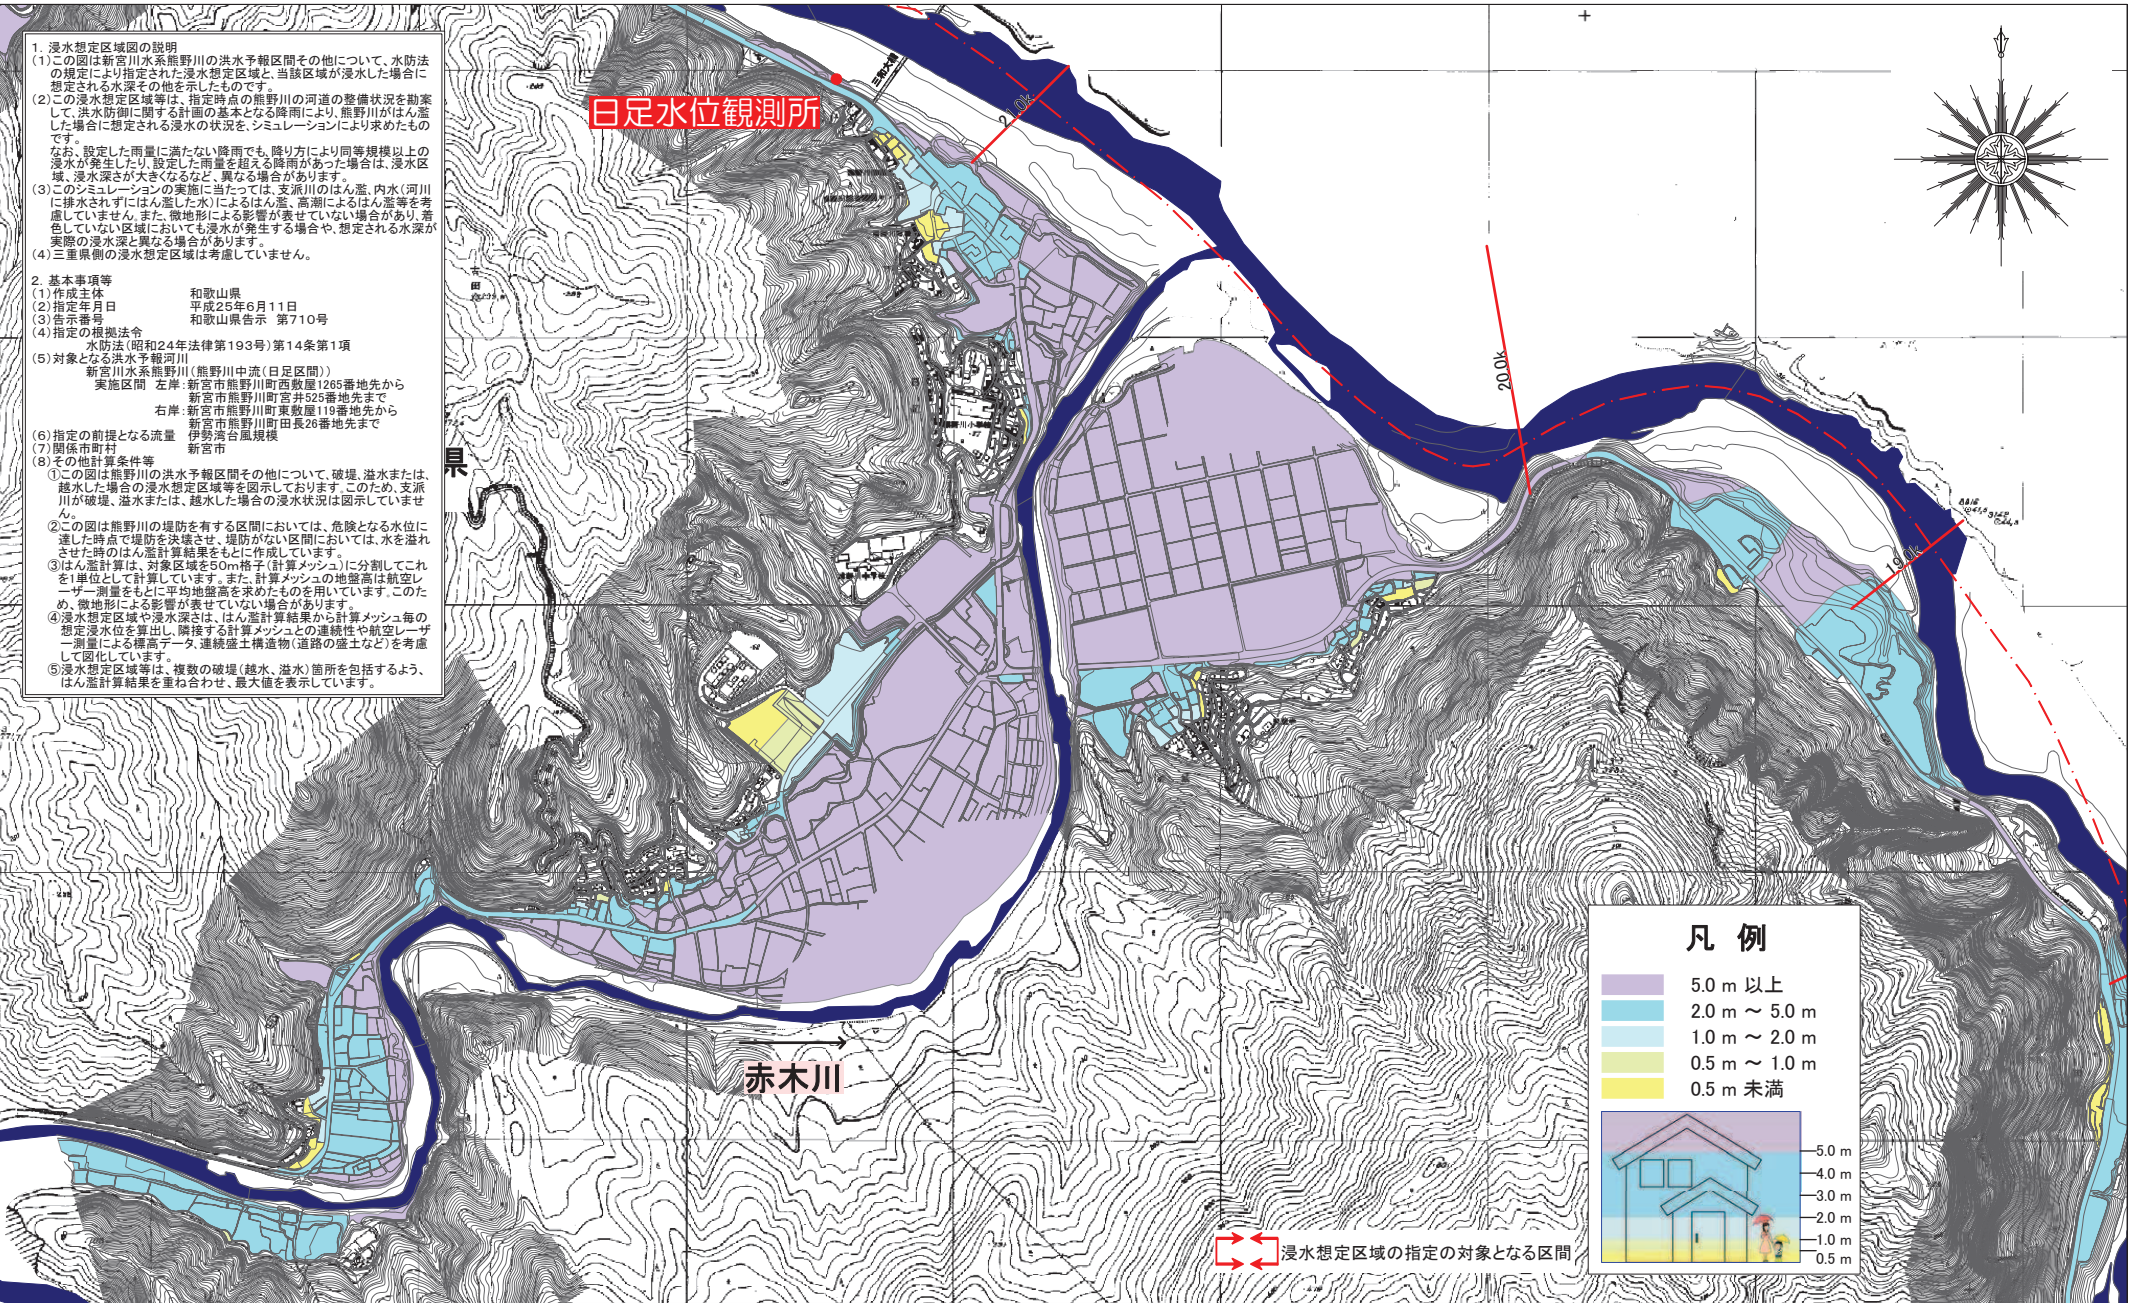 1. 浸水想定区域図の説明
(1)この図は新宮川水系熊野川の洪水予報区間その他について、水防法
の規定により指定された浸水想定区域と、当該区域が浸水した場合に
想定される水深その他を示したものです。
(2)この浸水想定区域等は、指定時点の熊野川の河道の整備状況を勘案
して、洪水防御に関する計画の基本となる降雨により、熊野川がはん濫
した場合に想定される浸水の状況を、シミュレーションにより求めたもの
です。
なお、設定した雨量に満たない降雨でも、降り方により同等規模以上の
浸水が発生したり、設定した雨量を超える降雨があった場合は、浸水区
域、浸水深さが大きくなるなど、異なる場合があります。
(3)このシミュレーションの実施に当たっては、支派川のはん濫、内水(河川
に排水されずにはん濫した水)によるはん濫、高潮によるはん濫等を考
慮していません。また、微地形による影響が表せていない場合があり、着
色していない区域においても浸水が発生する場合や、想定される水深が
実際の浸水深と異なる場合があります。
(4)三重県側の浸水想定区域は考慮していません。
2. 基本事項等
(1)作成主体 和歌山県
(2)指定年月日 平成25年6月11日
(3)告示番号 和歌山県告示 第710号
(4)指定の根拠法令
水防法(昭和24年法律第193号)第14条第1項
(5)対象となる洪水予報河川
新宮川水系熊野川(熊野川中流(日足区間))
実施区間 左岸:新宮市熊野川町西敷屋1265番地先から
新宮市熊野川町宮井525番地先まで
右岸:新宮市熊野川町東敷屋119番地先から
新宮市熊野川町田長26番地先まで
(6)指定の前提となる流量 伊勢湾台風規模
(7)関係市町村 新宮市
(8)その他計算条件等
①この図は熊野川の洪水予報区間その他について、破堤、溢水または、
越水した場合の浸水想定区域等を図示しております。このため、支派
川が破堤、溢水または、越水した場合の浸水状況は図示していませ
ん。
②この図は熊野川の堤防を有する区間においては、危険となる水位に
達した時点で堤防を決壊させ、堤防がない区間においては、水を溢れ
させた時のはん濫計算結果をもとに作成しています。
③はん濫計算は、対象区域を50m格子(計算メッシュ)に分割してこれ
を1単位として計算しています。また、計算メッシュの地盤高は航空レ
ーザー測量をもとに平均地盤高を求めたものを用いています。このた
め、微地形による影響が表せていない場合があります。
④浸水想定区域や浸水深さは、はん濫計算結果から計算メッシュ毎の
想定浸水位を算出し、隣接する計算メッシュとの連続性や航空レーザ
ー測量による標高データ、連続盛土構造物(道路の盛土など)を考慮
して図化しています。
⑤浸水想定区域等は、複数の破堤(越水、溢水)箇所を包括するよう、
はん濫計算結果を重ね合わせ、最大値を表示しています。
県
日足水位観測所
三和大橋
21.0k
20.0k
19.0k
赤木川
凡 例
5.0 m 以上
2.0 m ～ 5.0 m
1.0 m ～ 2.0 m
0.5 m ～ 1.0 m
0.5 m 未満
5.0 m
4.0 m
3.0 m
2.0 m
1.0 m
0.5 m
浸水想定区域の指定の対象となる区間